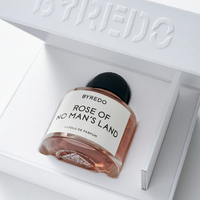 BYREDO
BYREDO
ROSE OF
NO MAN'S LAND
EAU DE PARFUM